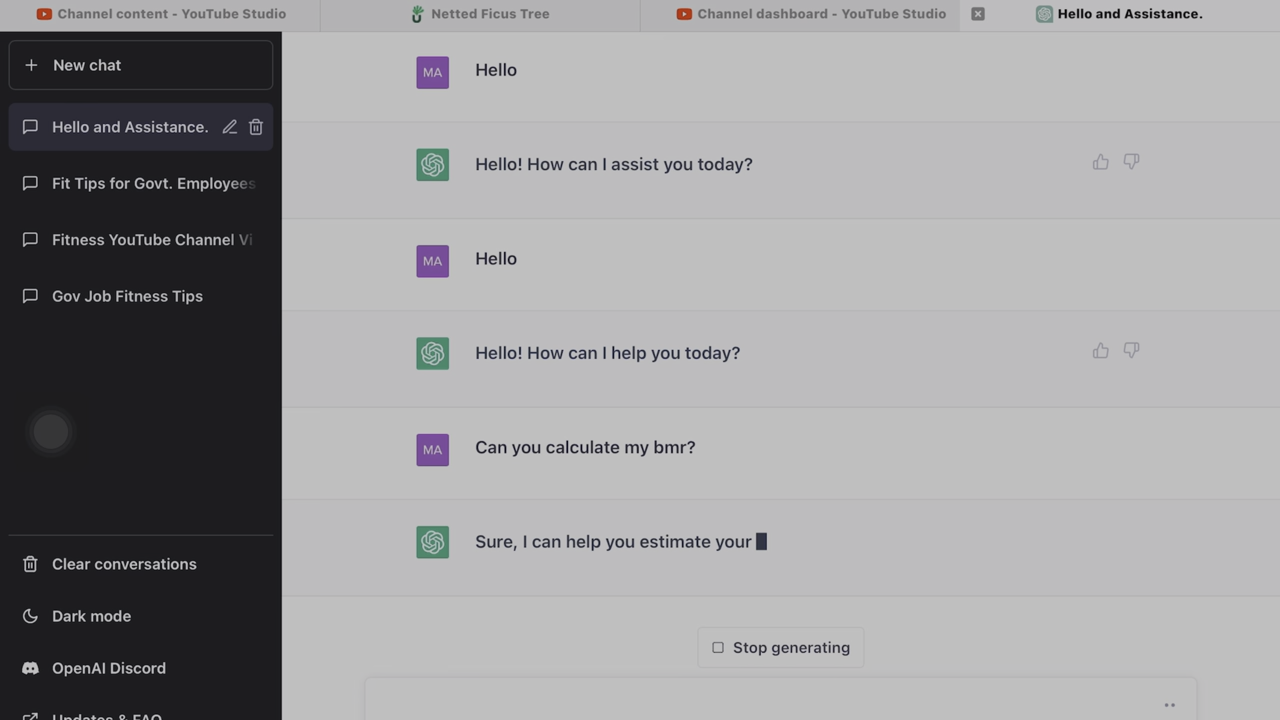 Channel content - YouTube Studio
Netted Ficus Tree
Channel dashboard - YouTube Studio
Hello and Assistance.
New chat
Hello and Assistance.
Fit Tips for Govt. Employees
Fitness YouTube Channel Vi
Gov Job Fitness Tips
Clear conversations
Dark mode
OpenAI Discord
Updates & FAQ
MA
Hello
Hello! How can I assist you today?
MA
Hello
Hello! How can I help you today?
MA
Can you calculate my bmr?
Sure, I can help you estimate your
Stop generating